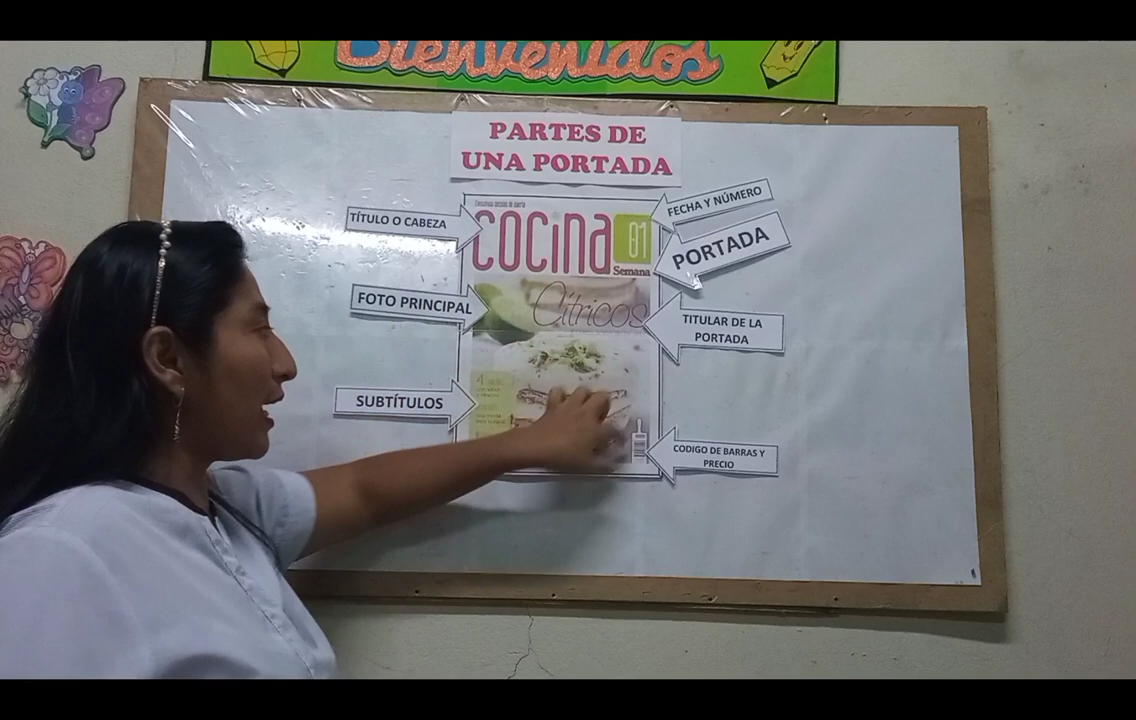 Bienvenidos
PARTES DE
UNA PORTADA
TÍTULO O CABEZA
FOTO PRINCIPAL
SUBTÍTULOS
cocina
01
Semana
Cítricos
FECHA Y NÚMERO
PORTADA
TITULAR DE LA
PORTADA
CODIGO DE BARRAS Y
PRECIO